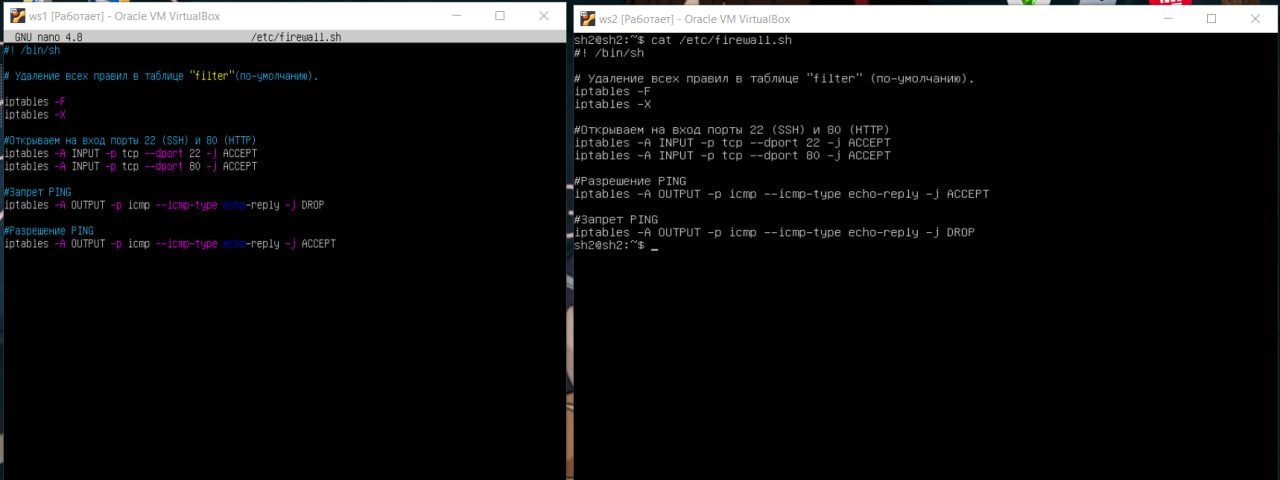 ws1 [Работает] - Oracle VM VirtualBox
GNU nano 4.8 /etc/firewall.sh
#! /bin/sh
# Удаление всех правил в таблице "filter"(по-умолчанию).
iptables -F
iptables -X
#Открываем на вход порты 22 (SSH) и 80 (HTTP)
iptables -A INPUT -p tcp --dport 22 -j ACCEPT
iptables -A INPUT -p tcp --dport 80 -j ACCEPT
#Запрет PING
iptables -A OUTPUT -p icmp --icmp-type echo-reply -j DROP
#Разрешение PING
iptables -A OUTPUT -p icmp --icmp-type echo-reply -j ACCEPT
ws2 [Работает] - Oracle VM VirtualBox
sh2@sh2:~$ cat /etc/firewall.sh
#! /bin/sh
# Удаление всех правил в таблице "filter" (по-умолчанию).
iptables -F
iptables -X
#Открываем на вход порты 22 (SSH) и 80 (HTTP)
iptables -A INPUT -p tcp --dport 22 -j ACCEPT
iptables -A INPUT -p tcp --dport 80 -j ACCEPT
#Разрешение PING
iptables -A OUTPUT -p icmp --icmp-type echo-reply -j ACCEPT
#Запрет PING
iptables -A OUTPUT -p icmp --icmp-type echo-reply -j DROP
sh2@sh2:~$ _